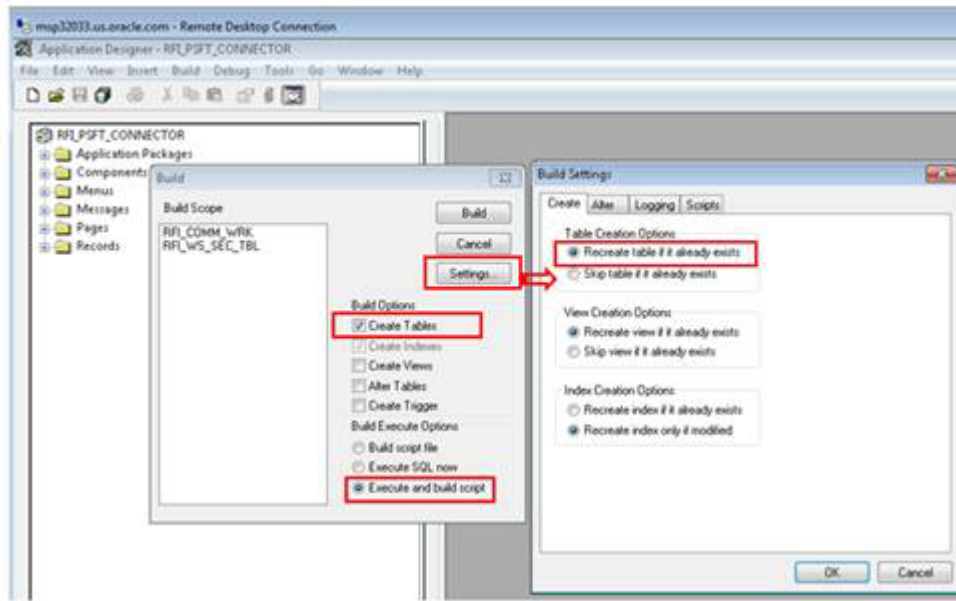 msp32033.us.oracle.com - Remote Desktop Connection
Application Designer - RFI_PSFT_CONNECTOR
File Edit View Insert Build Debug Tools Go Window Help
RFI_PSFT_CONNECTOR
Application Packages
Components
Menus
Messages
Pages
Records
Build
Build Scope
RFI_COMM_WRK
RFI_WS_SEC_TBL
Build
Cancel
Settings...
Build Options
Create Tables
Create Indexes
Create Views
Alter Tables
Create Trigger
Build Execute Options
Build script file
Execute SQL now
Execute and build script
Build Settings
Create Alter Logging Scripts
Table Creation Options
Recreate table if it already exists
Skip table if it already exists
View Creation Options
Recreate view if it already exists
Skip view if it already exists
Index Creation Options
Recreate index if it already exists
Recreate index only if modified
OK Cancel